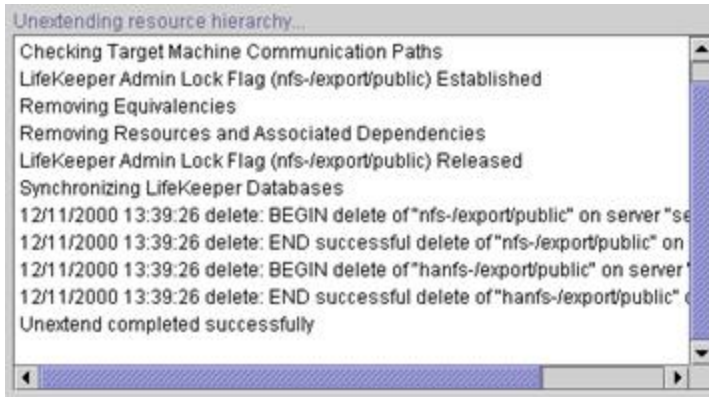 Unextending resource hierarchy...
Checking Target Machine Communication Paths
LifeKeeper Admin Lock Flag (nfs-/export/public) Established
Removing Equivalencies
Removing Resources and Associated Dependencies
LifeKeeper Admin Lock Flag (nfs-/export/public) Released
Synchronizing LifeKeeper Databases
12/11/2000 13:39:26 delete: BEGIN delete of "nfs-/export/public" on server "se
12/11/2000 13:39:26 delete: END successful delete of "nfs-/export/public" on
12/11/2000 13:39:26 delete: BEGIN delete of "hanfs-/export/public" on server "
12/11/2000 13:39:26 delete: END successful delete of "hanfs-/export/public"
Unextend completed successfully